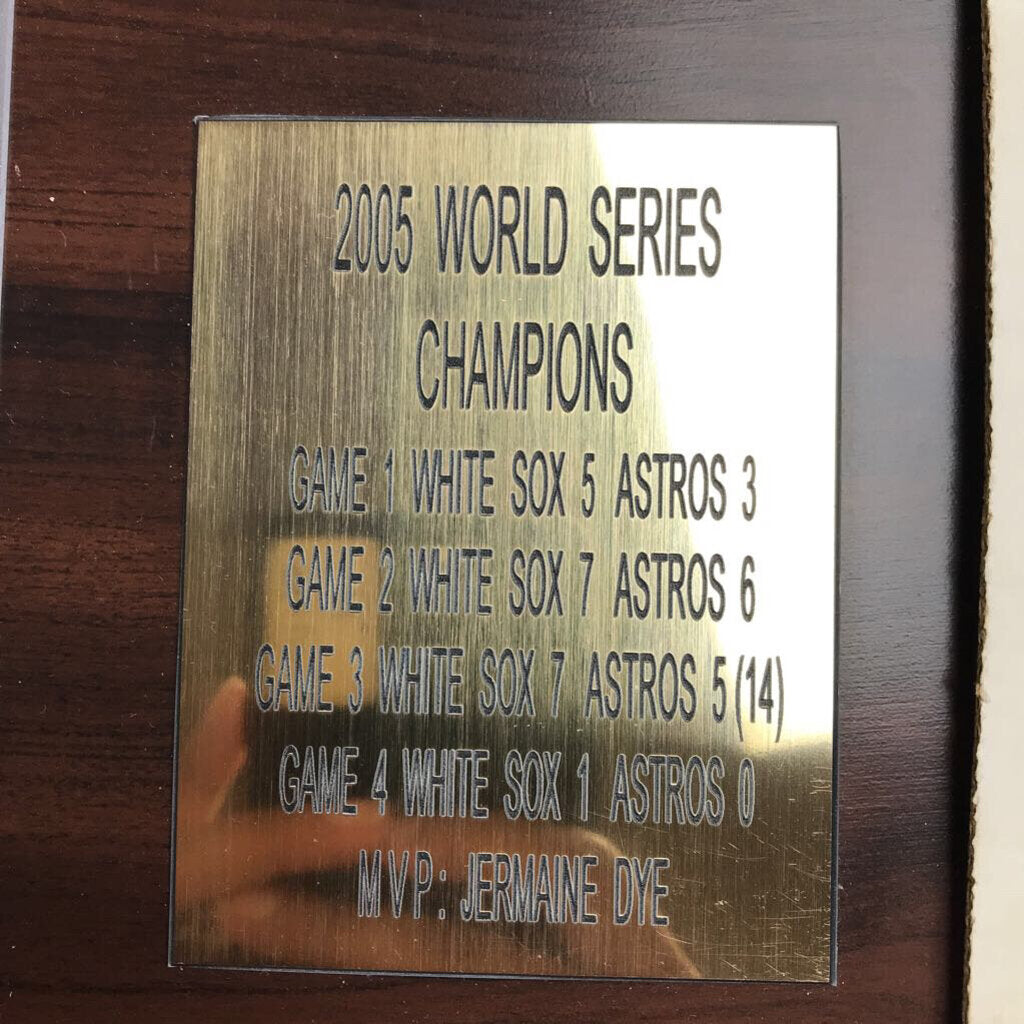 2005 WORLD SERIES
CHAMPIONS
GAME 1 WHITE SOX 5 ASTROS 3
GAME 2 WHITE SOX 7 ASTROS 6
GAME 3 WHITE SOX 7 ASTROS 5 (14)
GAME 4 WHITE SOX 1 ASTROS 0
MVP: JERMAINE DYE